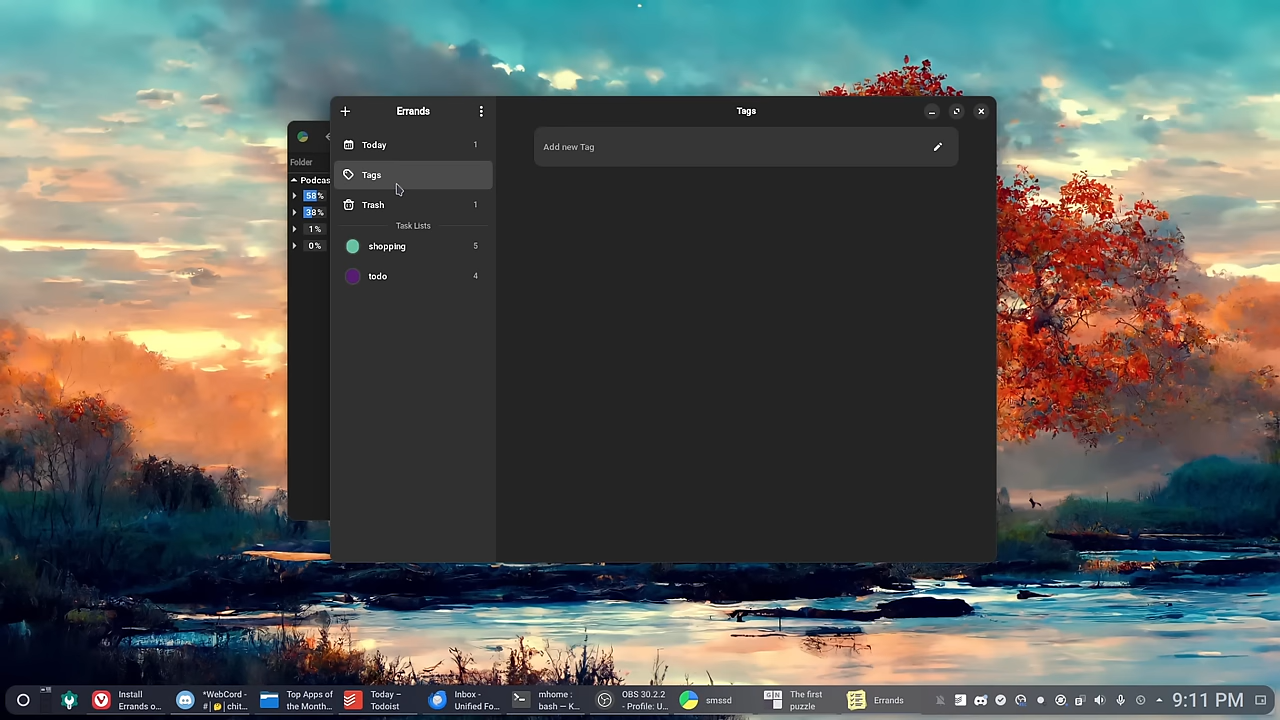 Errands
Tags
Today
1
Tags
Trash
1
Task Lists
shopping
5
todo
4
Add new Tag
Folder
Podcas
58%
38%
1%
0%
Install
Errands o...
*WebCord -
# | 🤔 | chit...
Top Apps of
the Month...
Today –
Todoist
Inbox -
Unified Fo...
mhome :
bash — K...
OBS 30.2.2
- Profile: U...
smssd
G N
The first
puzzle
Errands
9:11 PM